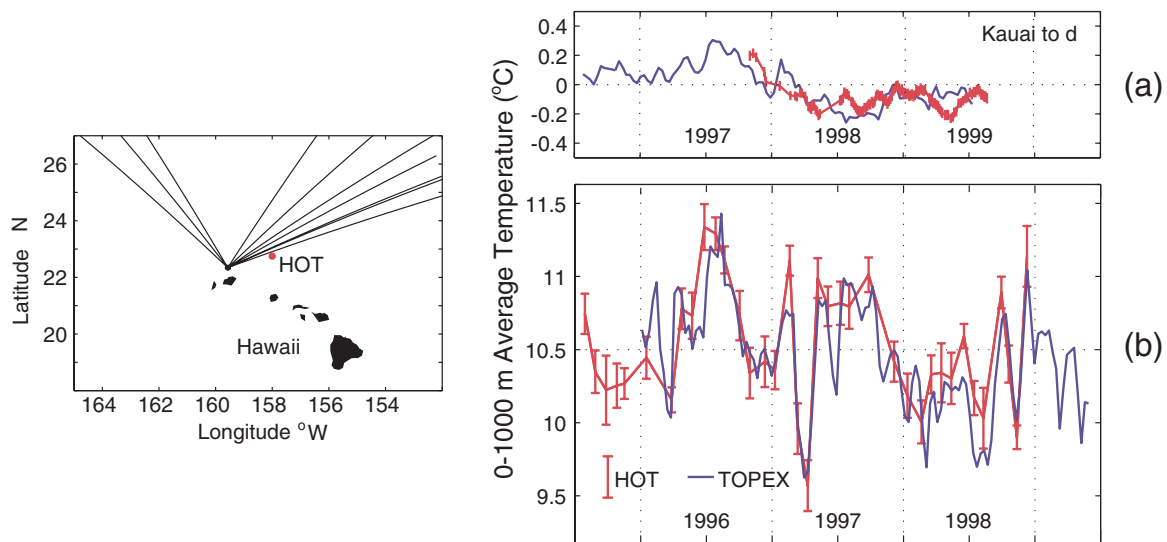 26
24
22
20
Latitude N
HOT
Hawaii
164 162 160 158 156 154
Longitude °W
0-1000 m Average Temperature (°C)
0.4
0.2
0
-0.2
-0.4
Kauai to d
1997 1998 1999
(a)
11.5
11
10.5
10
9.5
HOT TOPEX
1996 1997 1998
(b)